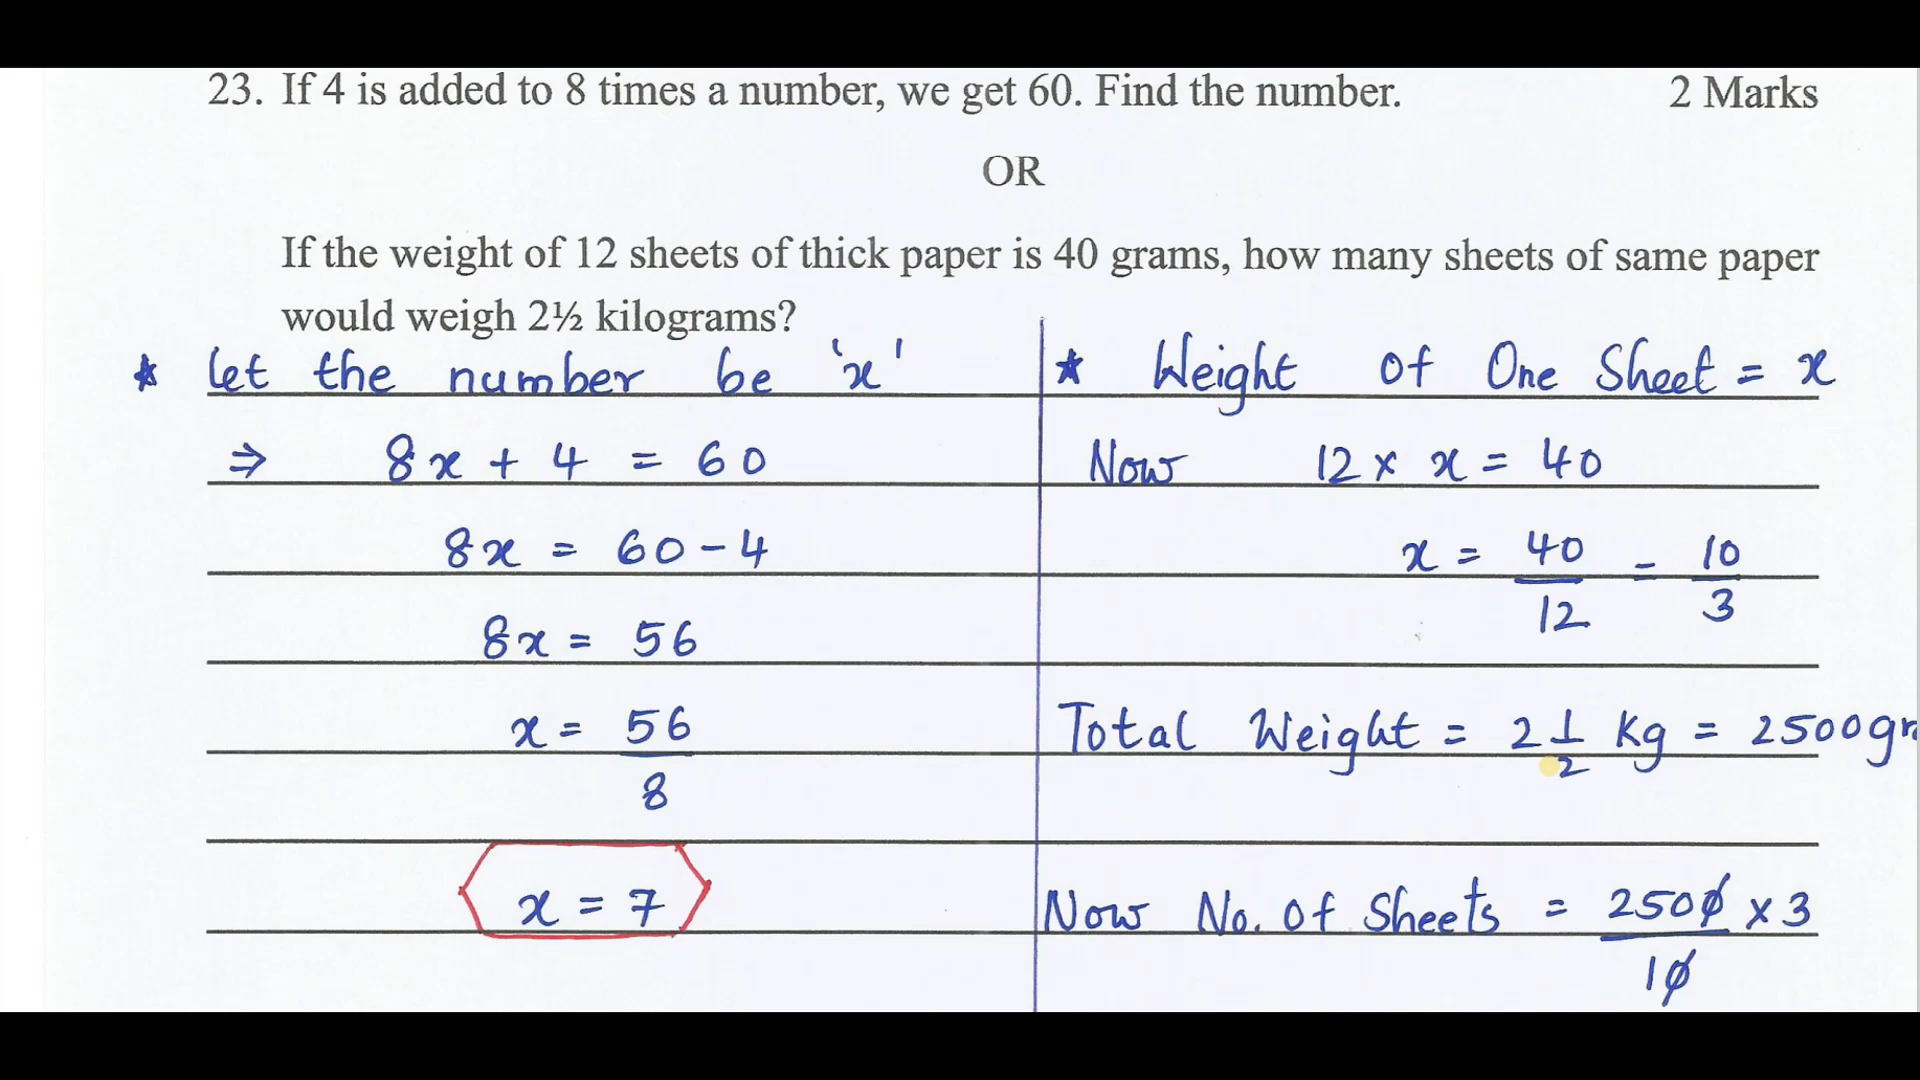 23. If 4 is added to 8 times a number, we get 60. Find the number. 2 Marks
OR
If the weight of 12 sheets of thick paper is 40 grams, how many sheets of same paper
would weigh 2½ kilograms?
* let the number be 'x'
⇒ 8x + 4 = 60
8x = 60 - 4
8x = 56
x = 56
8
x = 7
* Weight Of One Sheet = x
Now 12 × x = 40
x = 40 = 10
12 3
Total Weight = 2 1/2 Kg = 2500
Now No. Of Sheets = 2500 × 3
10